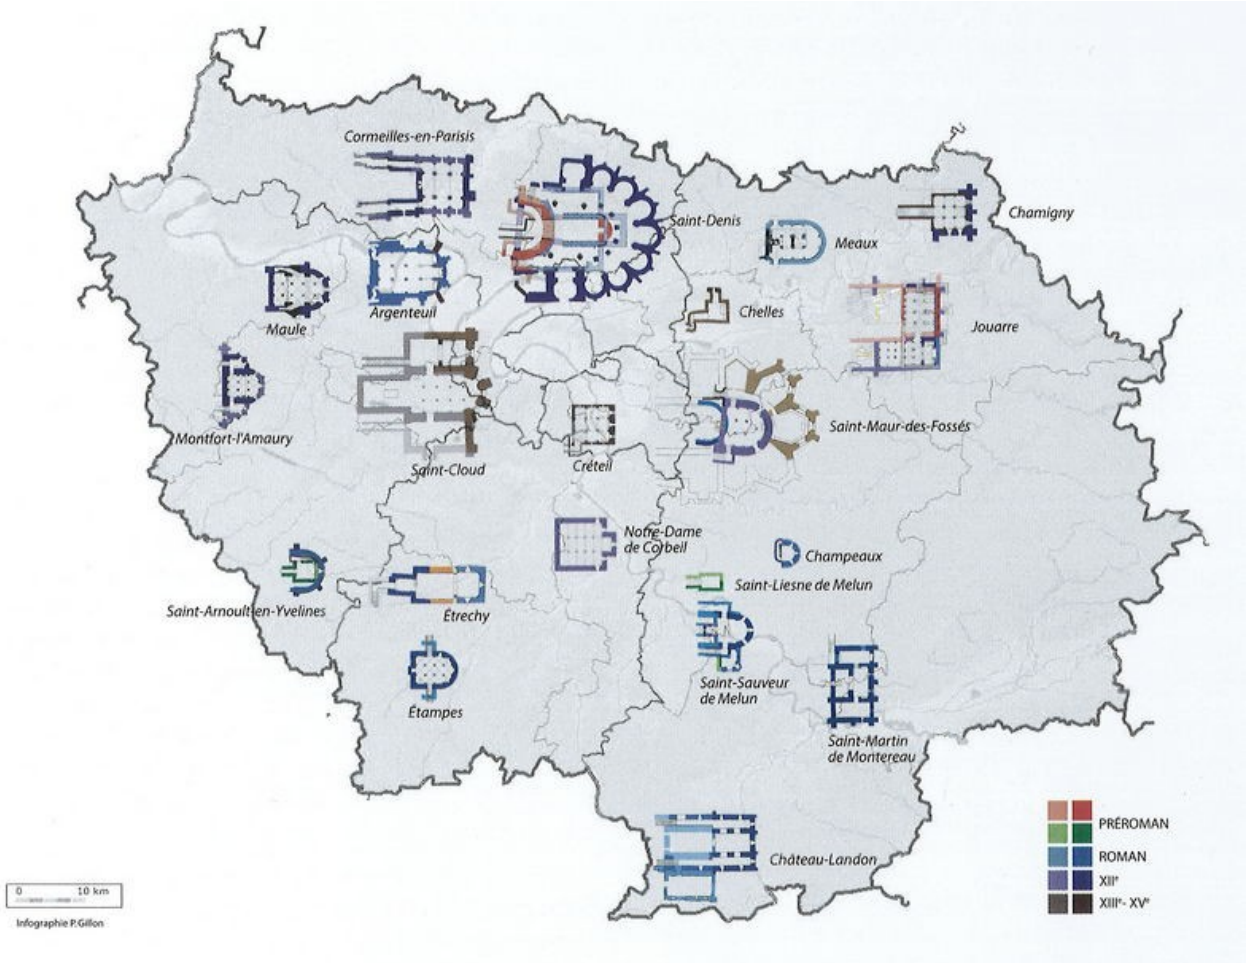 Cormeilles-en-Parisis
Saint-Denis
Chamigny
Meaux
Maule
Argenteuil
Chelles
Jouarre
Montfort-l'Amaury
Saint-Cloud
Créteil
Saint-Maur-des-Fossés
Notre-Dame
de Corbeil
Champeaux
Saint-Liesne de Melun
Saint-Arnoult-en-Yvelines
Étrechy
Étampes
Saint-Sauveur
de Melun
Saint-Martin
de Montereau
Château-Landon
PRÉROMAN
ROMAN
XIIᵉ
XIIIᵉ- XVᵉ
0 10 km
Infographie P.Gillon